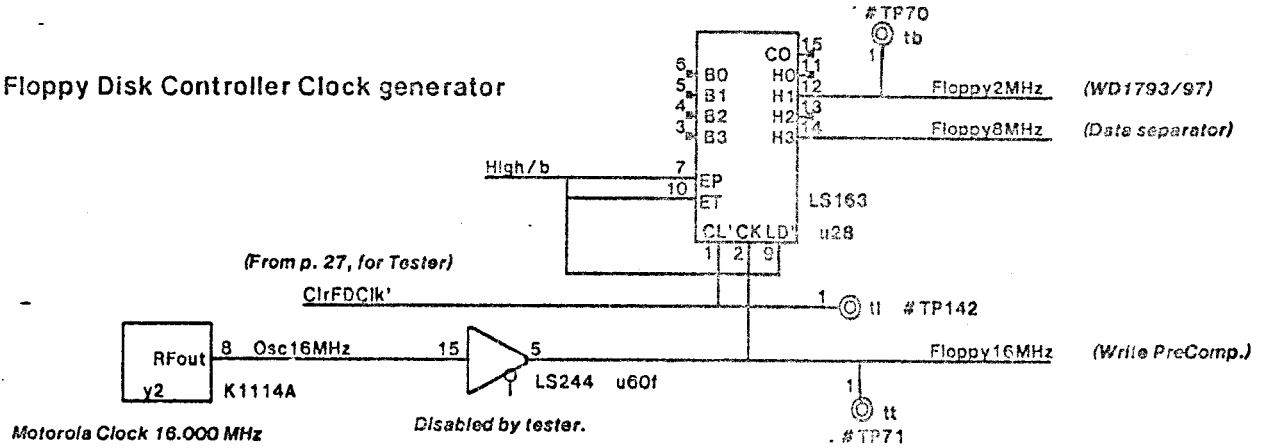 #TP70
tb
1
Floppy Disk Controller Clock generator
CO 15
6 B0 H0 11
5 B1 H1 12 Floppy2MHz (WD1793/97)
4 B2 H2 13
3 B3 H3 14 Floppy8MHz (Data separator)
High/b 7 EP
10 ET LS163
CL' CK LD' u28
1 2 9
(From p. 27, for Tester)
ClrFDClk' 1 tl #TP142
RFout 8 Osc16MHz 15 5 Floppy16MHz (Write PreComp.)
y2 K1114A LS244 u60f
1
tt
Motorola Clock 16.000 MHz Disabled by tester. #TP71